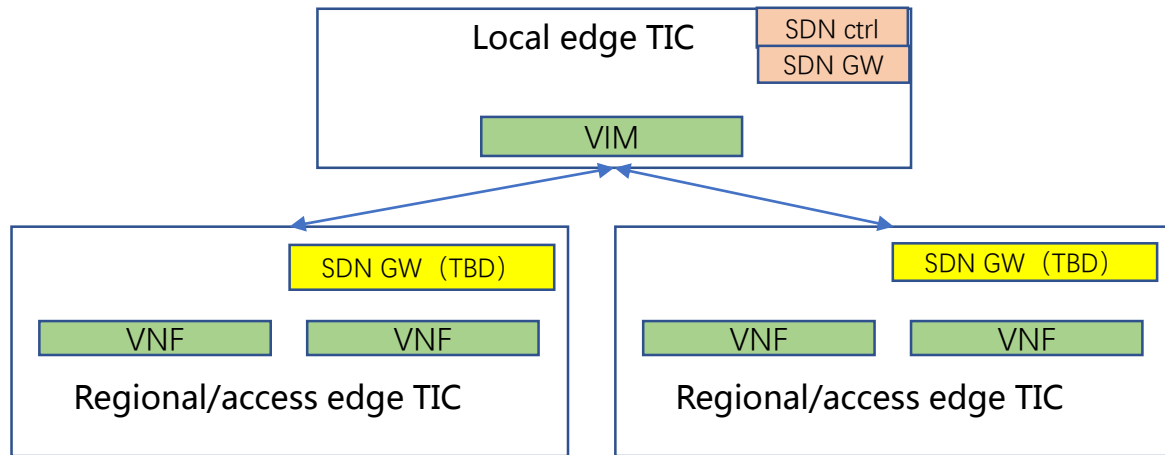 Local edge TIC
SDN ctrl
SDN GW
VIM
SDN GW（TBD）
VNF
VNF
Regional/access edge TIC
SDN GW（TBD）
VNF
VNF
Regional/access edge TIC